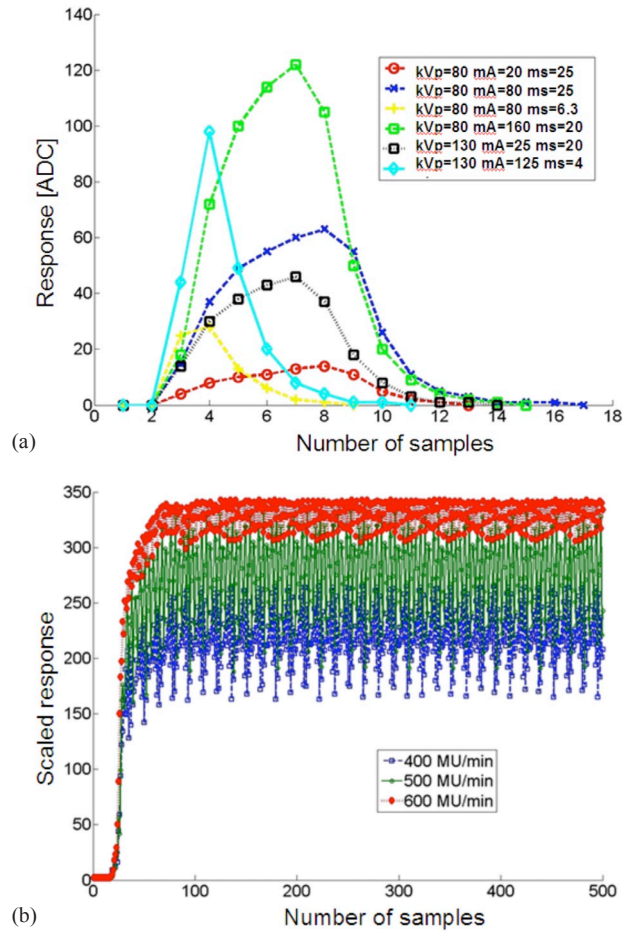 140
120
100
80
60
40
20
0
Response [ADC]
kVp=80 mA=20 ms=25
kVp=80 mA=80 ms=25
kVp=80 mA=80 ms=6.3
kVp=80 mA=160 ms=20
kVp=130 mA=25 ms=20
kVp=130 mA=125 ms=4
0 2 4 6 8 10 12 14 16 18
(a)
Number of samples
350
300
250
200
150
100
50
0
Scaled response
400 MU/min
500 MU/min
600 MU/min
0 100 200 300 400 500
(b)
Number of samples